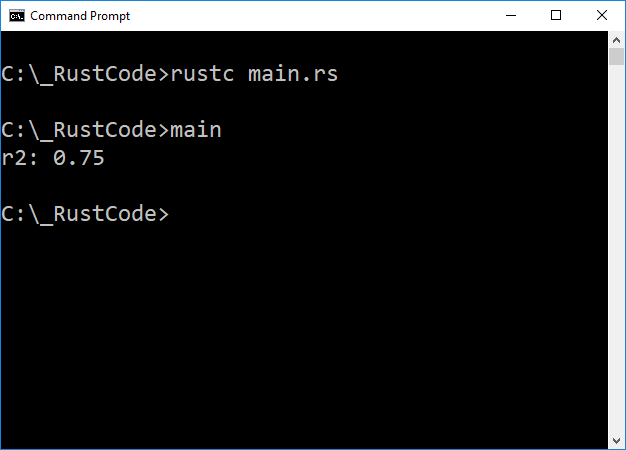 Command Prompt
C:\_RustCode>rustc main.rs
C:\_RustCode>main
r2: 0.75
C:\_RustCode>